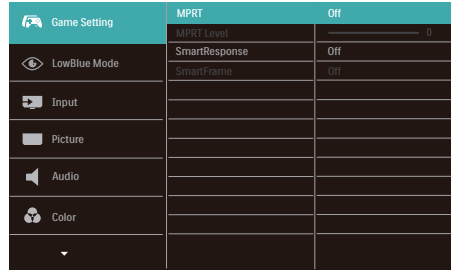 Game Setting
MPRT Off
MPRT Level 0
SmartResponse Off
SmartFrame Off
LowBlue Mode
Input
Picture
Audio
Color